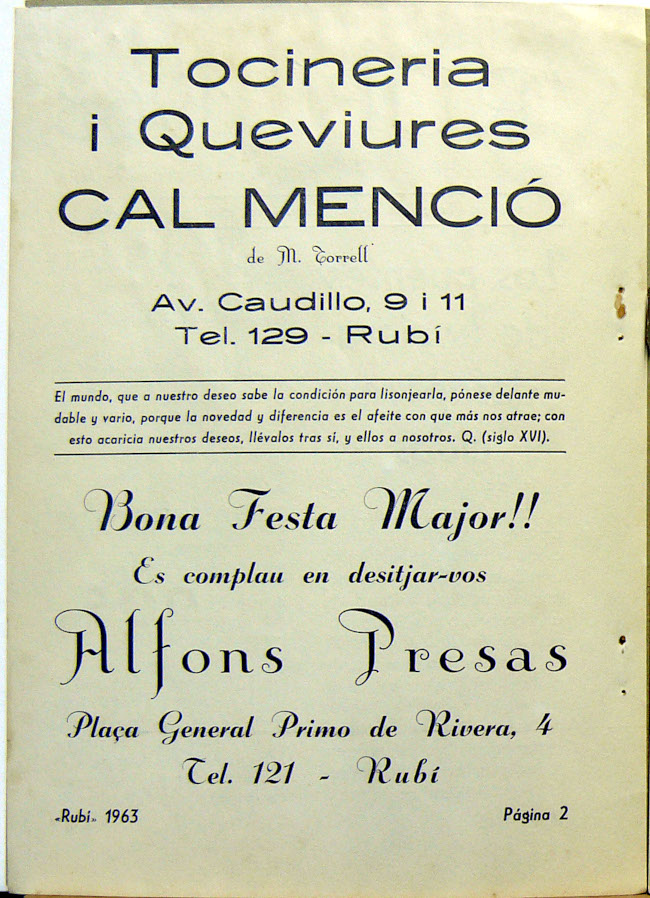 Tocineria
i Queviures
CAL MENCIÓ
de M. Torrell
Av. Caudillo, 9 i 11
Tel. 129 - Rubí
El mundo, que a nuestro deseo sabe la condición para lisonjearla, pónese delante mu-
dable y vario, porque la novedad y diferencia es el afeite con que más nos atrae; con
esto acaricia nuestros deseos, llévalos tras sí, y ellos a nosotros. Q. (siglo XVI).
Bona Festa Major!!
Es complau en desitjar-vos
Alfons Presas
Plaça General Primo de Rivera, 4
Tel. 121 - Rubí
«Rubí» 1963
Página 2